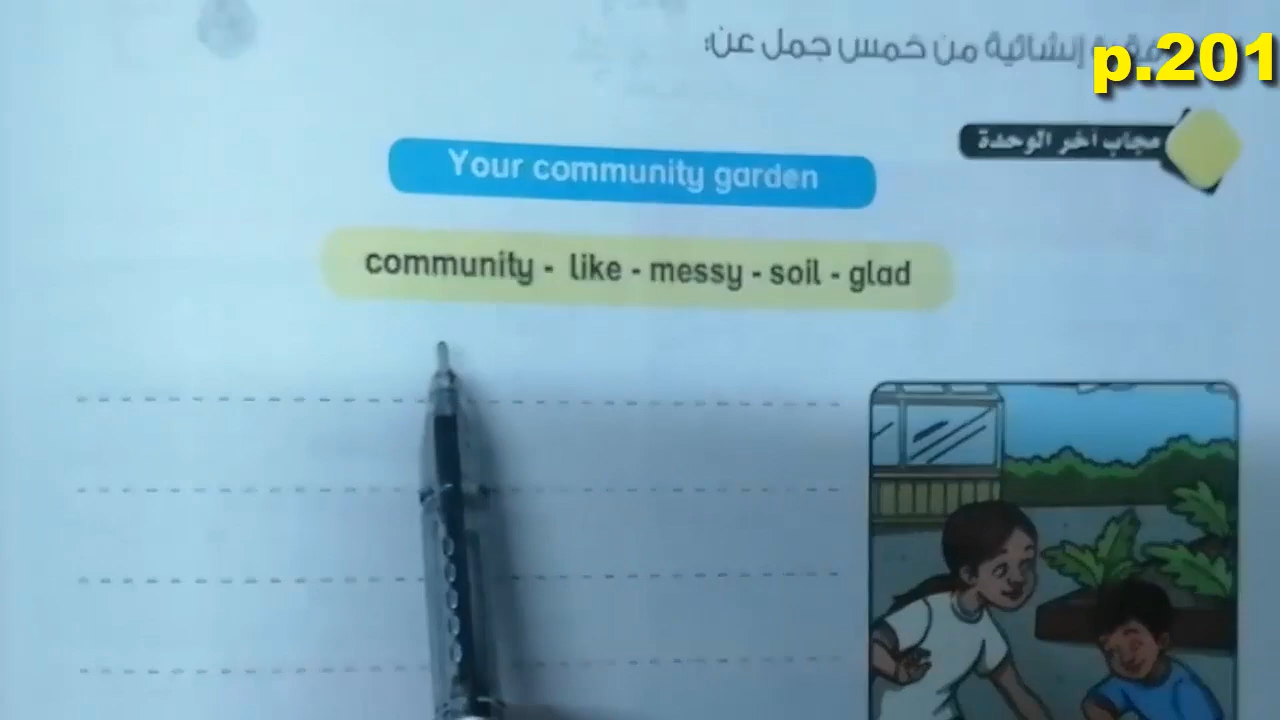 إنشائية من خمس جمل عن:
p.201
مجاب آخر الوحدة
Your community garden
community - like - messy - soil - glad